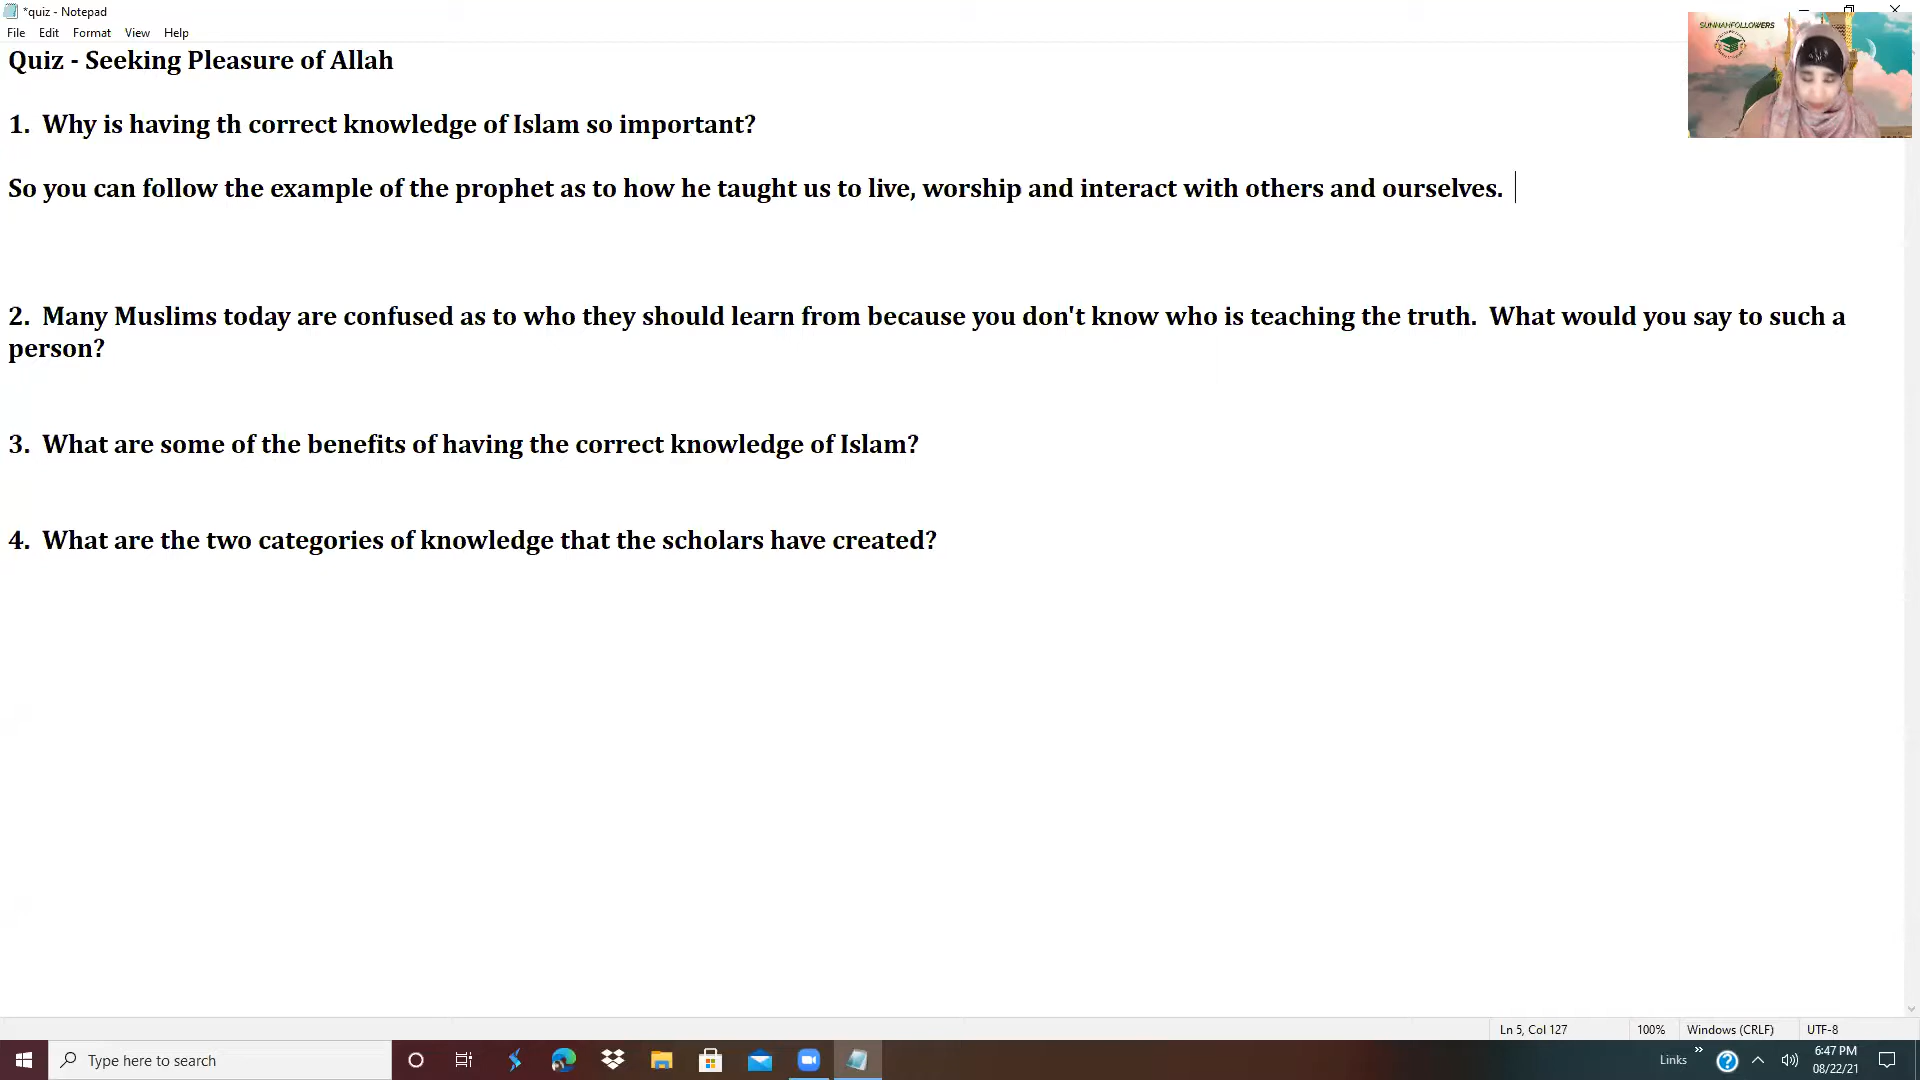 *quiz - Notepad
File Edit Format View Help
SUNNAHFOLLOWERS
Quiz - Seeking Pleasure of Allah
1. Why is having th correct knowledge of Islam so important?
So you can follow the example of the prophet as to how he taught us to live, worship and interact with others and ourselves.
2. Many Muslims today are confused as to who they should learn from because you don't know who is teaching the truth. What would you say to such a
person?
3. What are some of the benefits of having the correct knowledge of Islam?
4. What are the two categories of knowledge that the scholars have created?
Ln 5, Col 127 100% Windows (CRLF) UTF-8
Type here to search
Links
6:47 PM
08/22/21